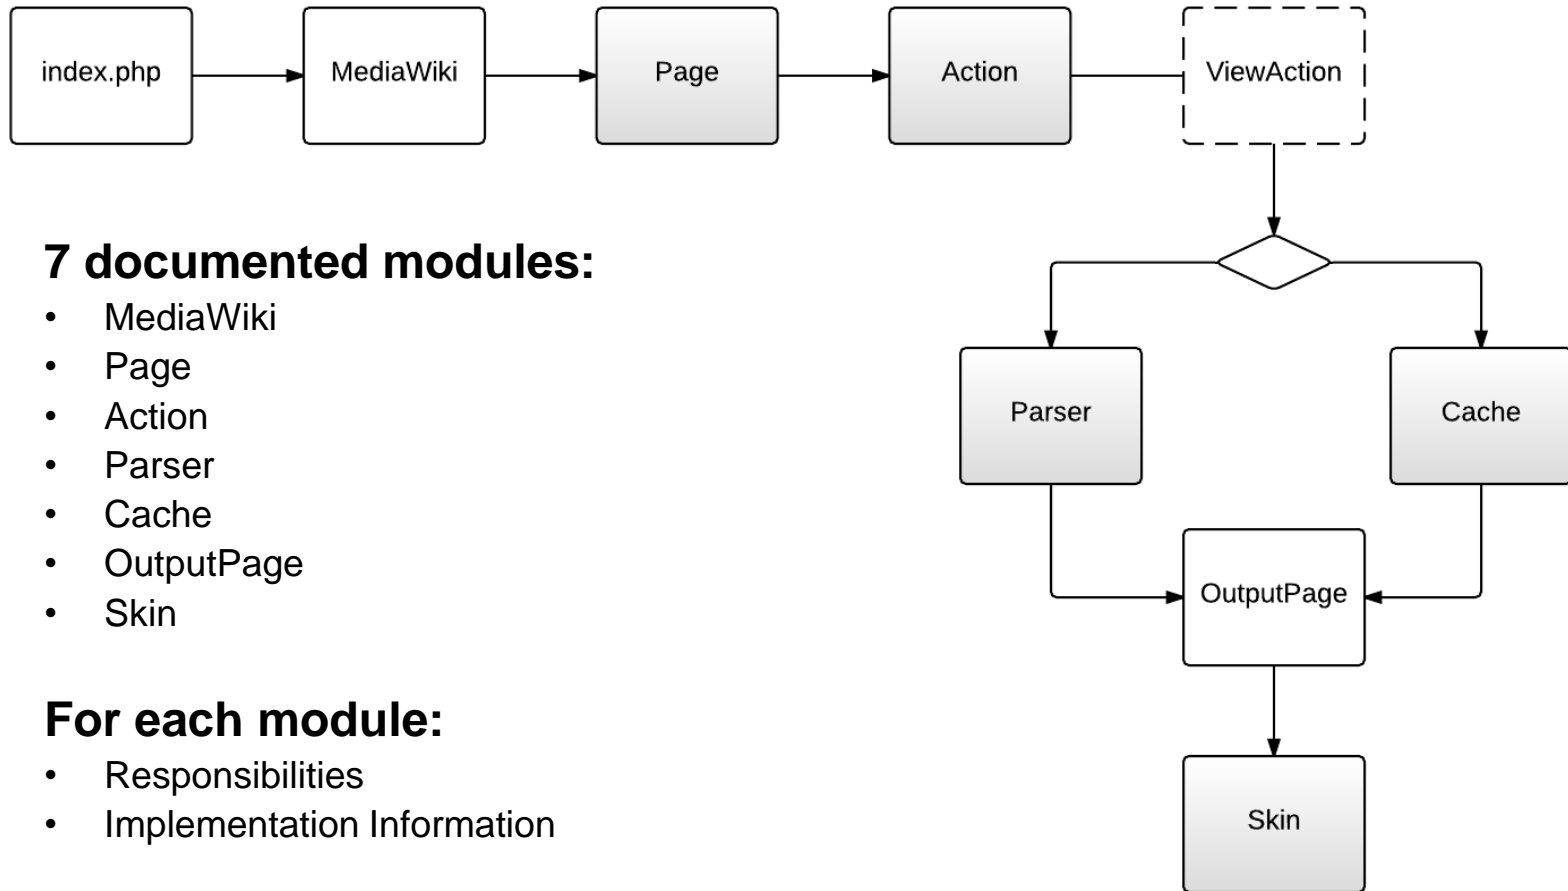 index.php
MediaWiki
Page
Action
ViewAction
7 documented modules:
• MediaWiki
• Page
• Action
• Parser
• Cache
• OutputPage
• Skin
For each module:
• Responsibilities
• Implementation Information
Parser
Cache
OutputPage
Skin